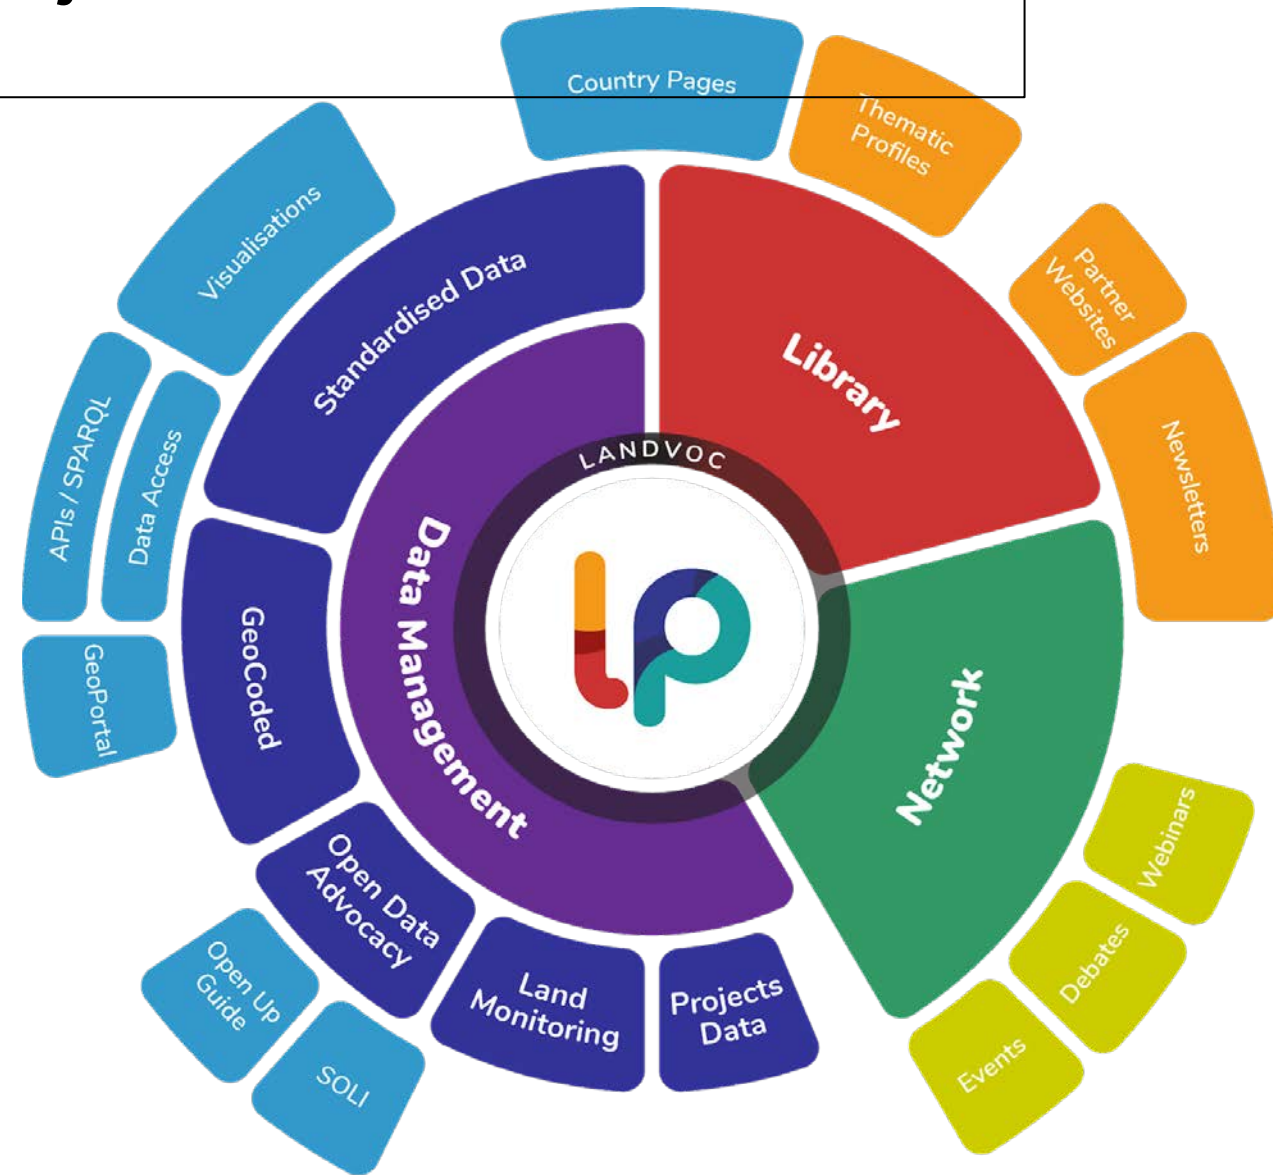 Country Pages
Thematic
Profiles
Partner
Websites
Newsletters
Visualisations
Standardised Data
Library
APIs / SPARQL
Data Access
LANDVOC
lp
Data Management
GeoCoded
GeoPortal
Network
Webinars
Debates
Events
Open Data
Advocacy
Land
Monitoring
Projects
Data
Open Up
Guide
SOLI